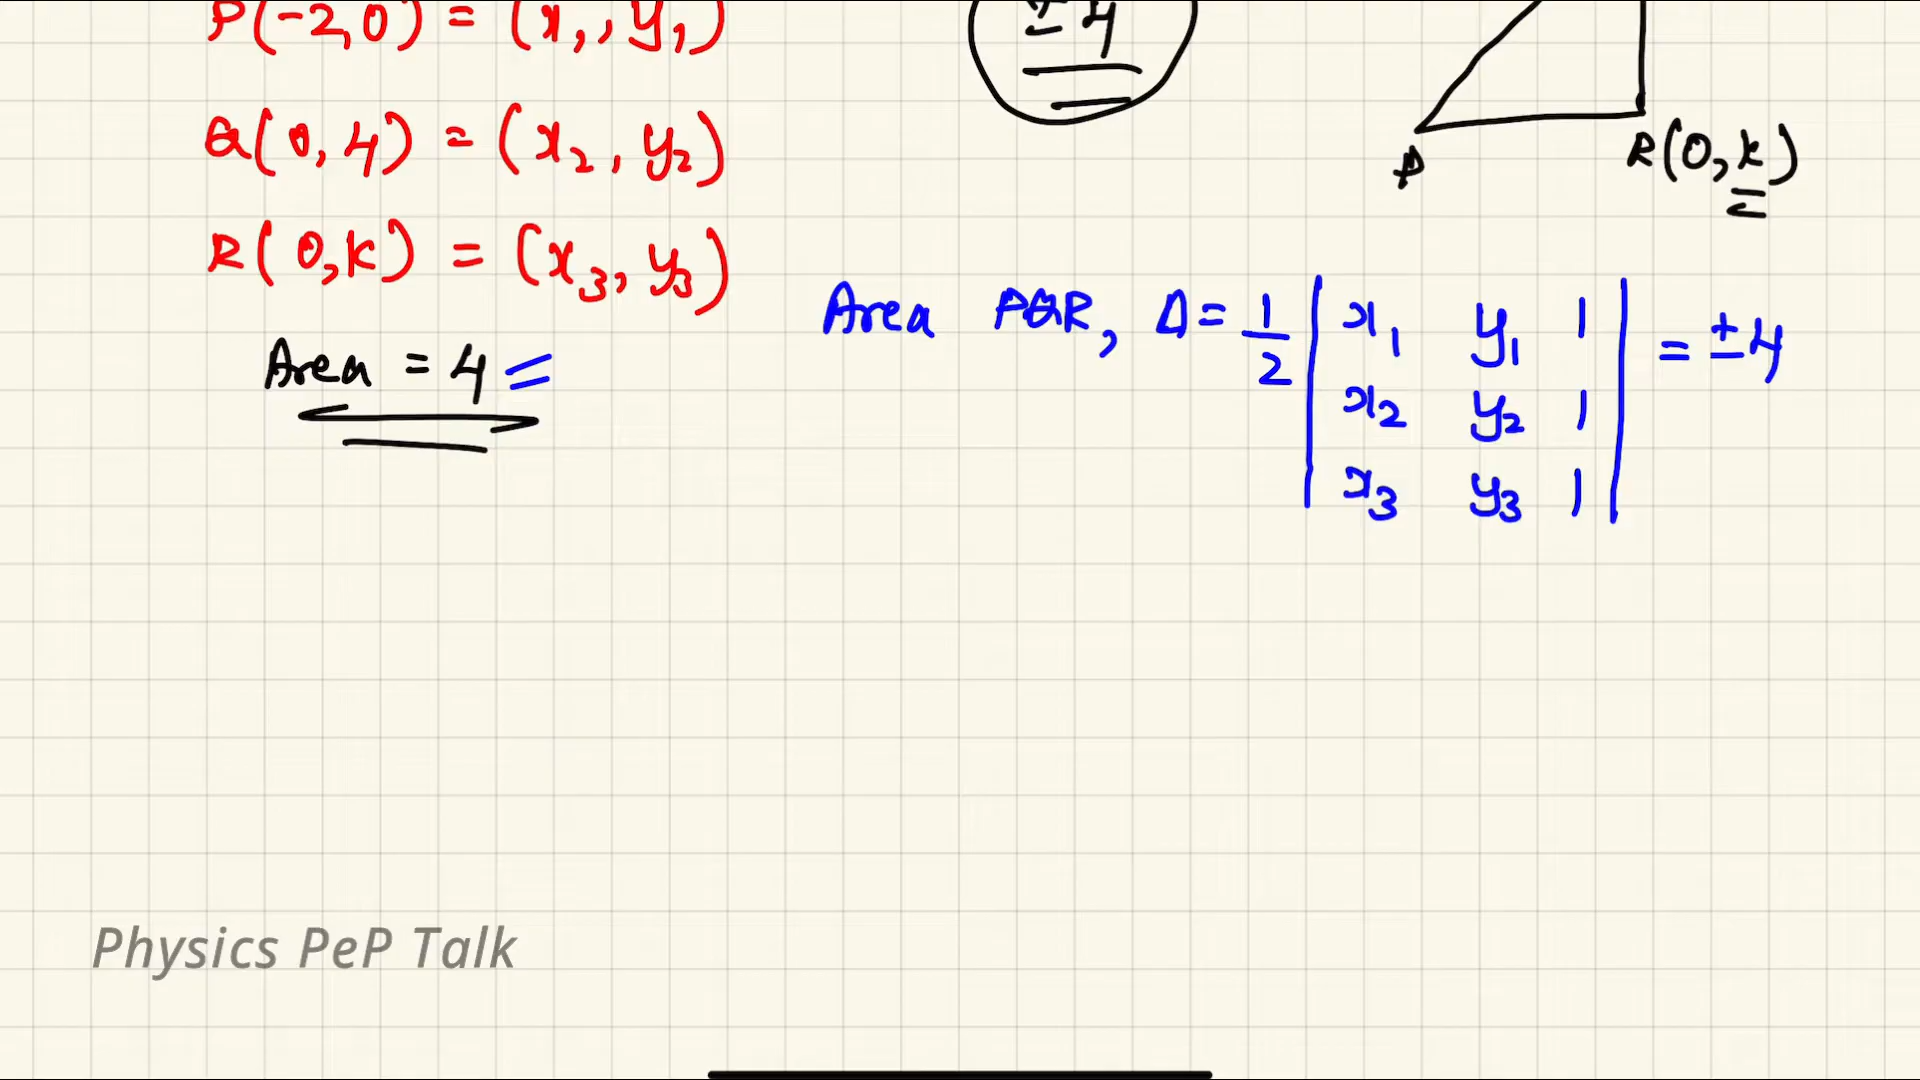 P(-2,0) = (x₁, y₁)
±4
Q(0,4) = (x₂, y₂)
P
R(0,k)
R(0,k) = (x₃, y₃)
Area PQR, Δ = 1/2 | x₁ y₁ 1 | = ±4
x₂ y₂ 1
x₃ y₃ 1
Area = 4
Physics PeP Talk